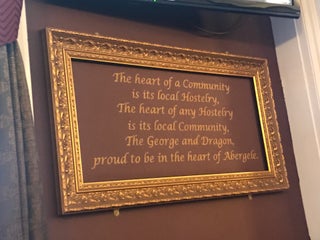 The heart of a Community
is its local Hostelry,
The heart of any Hostelry
is its local Community,
The George and Dragon,
proud to be in the heart of Abergele.